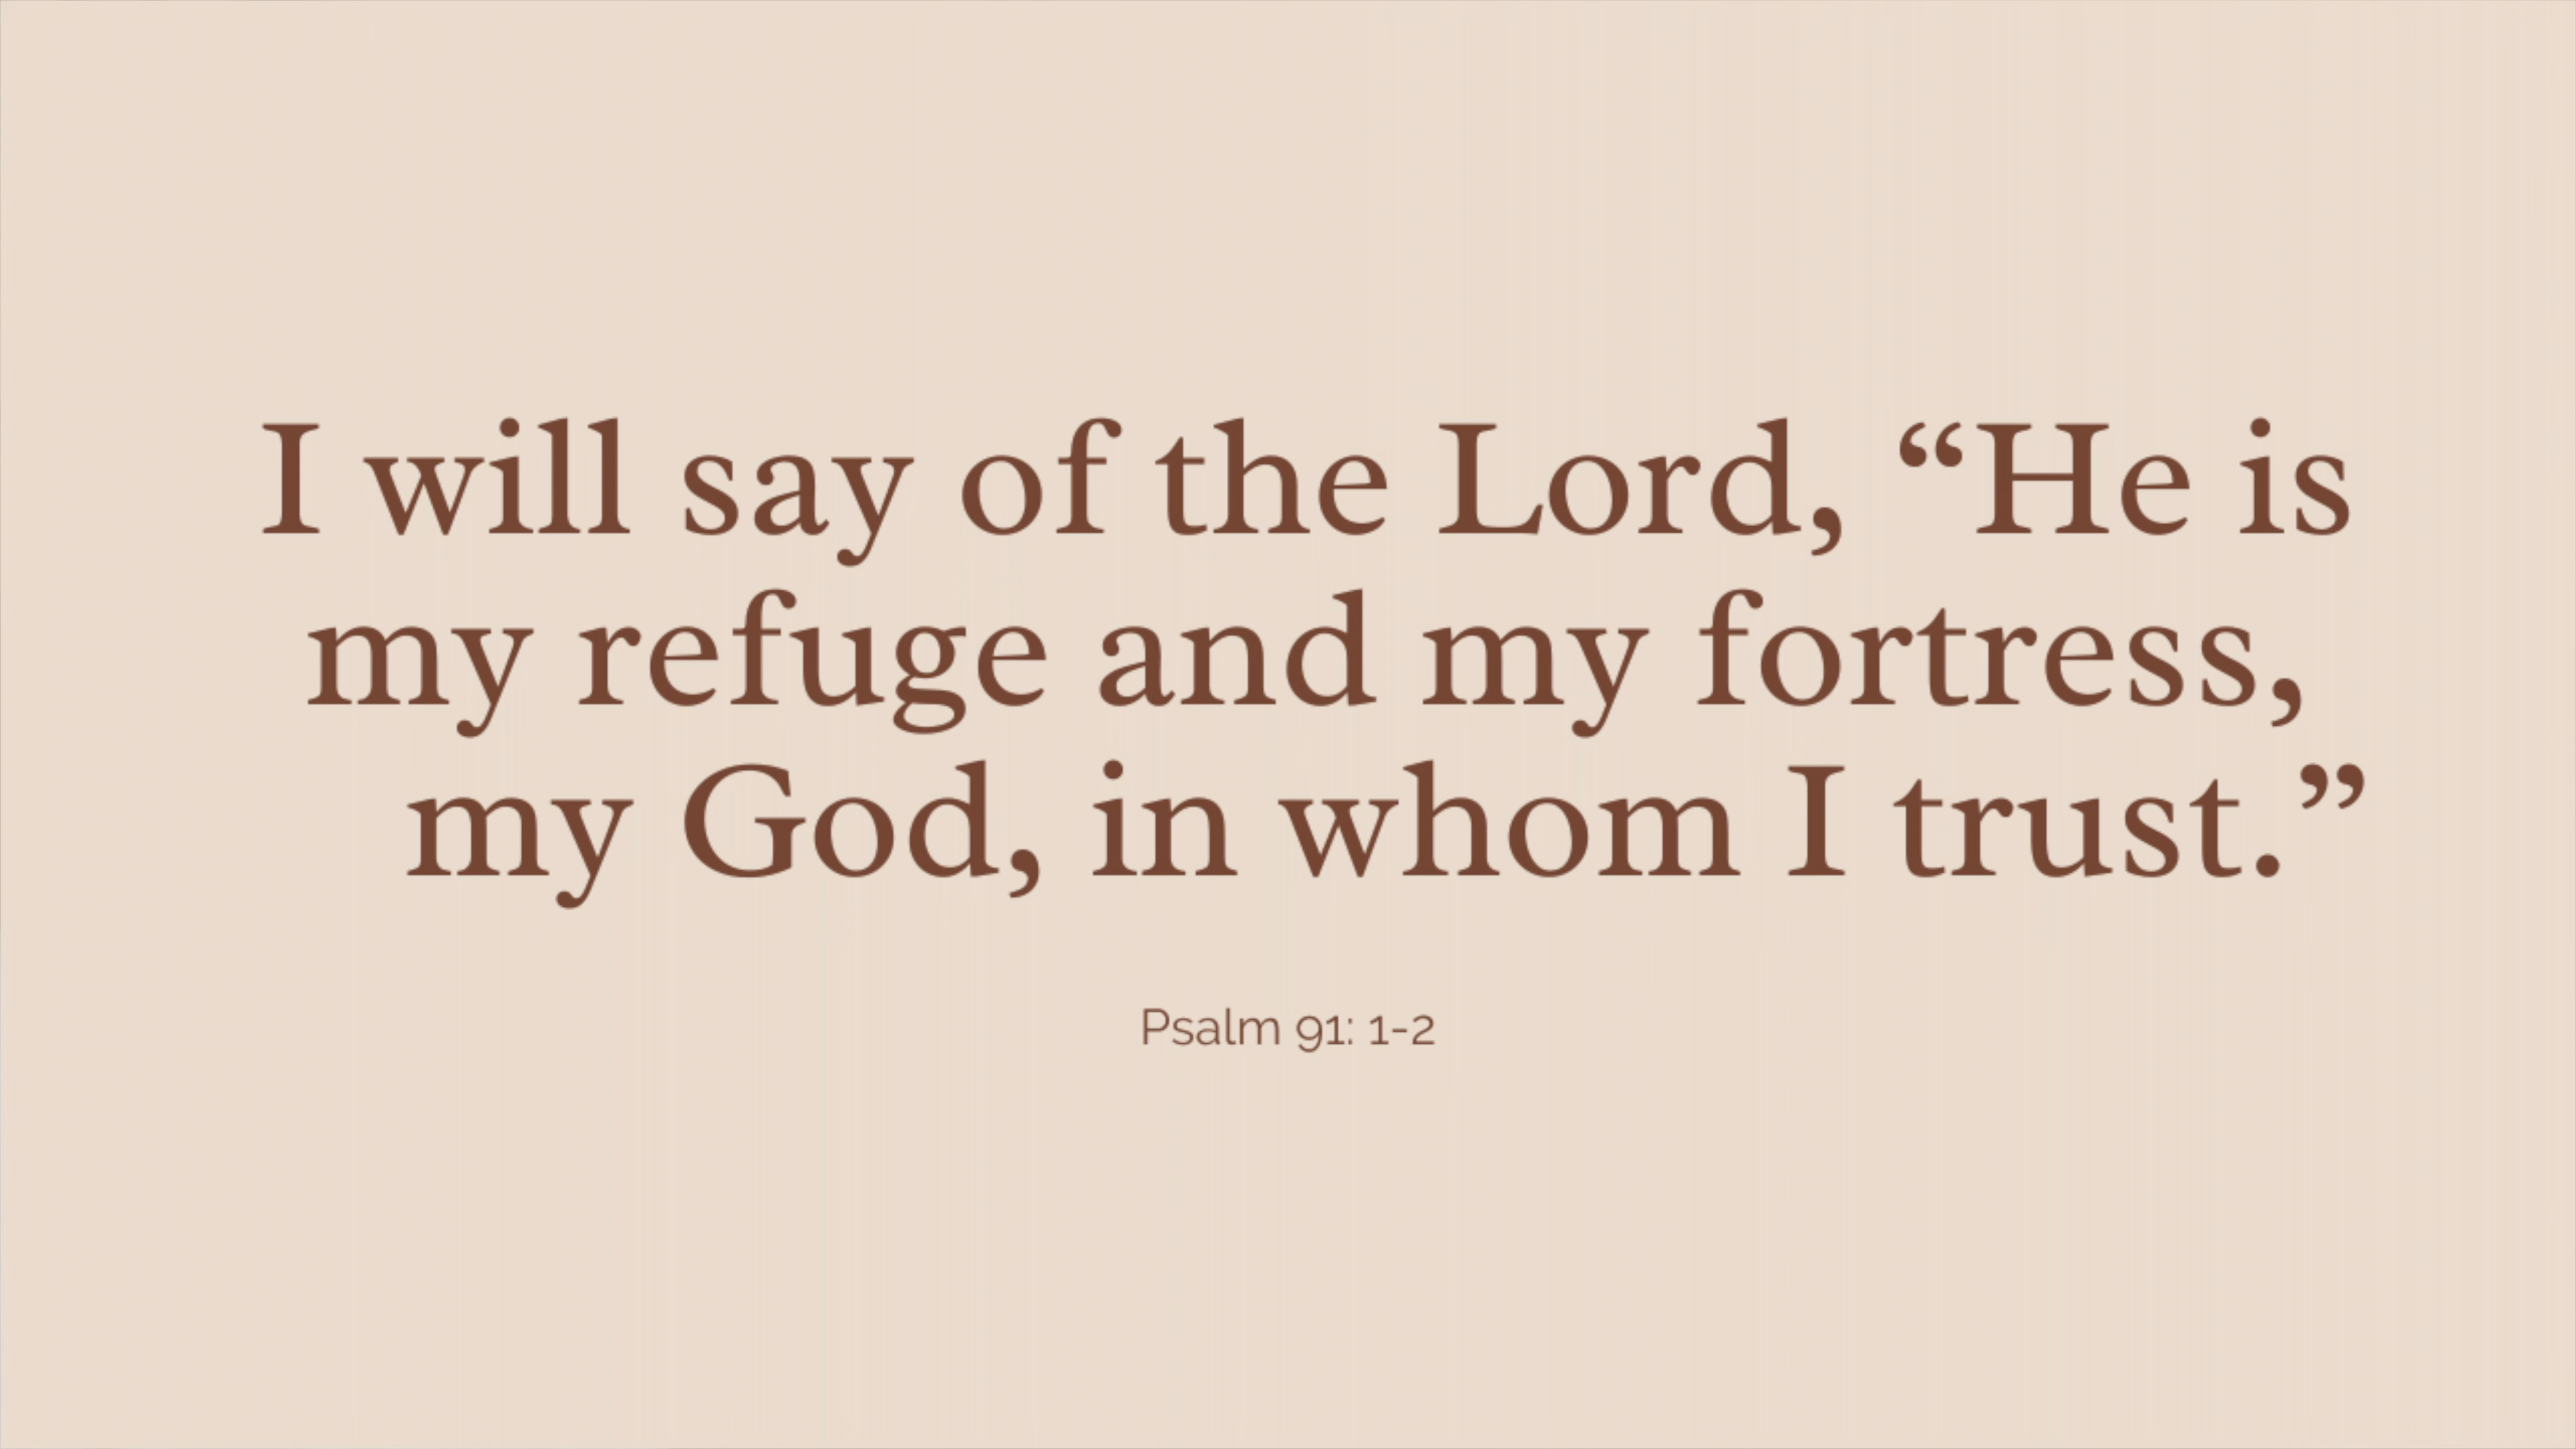 I will say of the Lord, “He is
my refuge and my fortress,
my God, in whom I trust.”
Psalm 91: 1-2